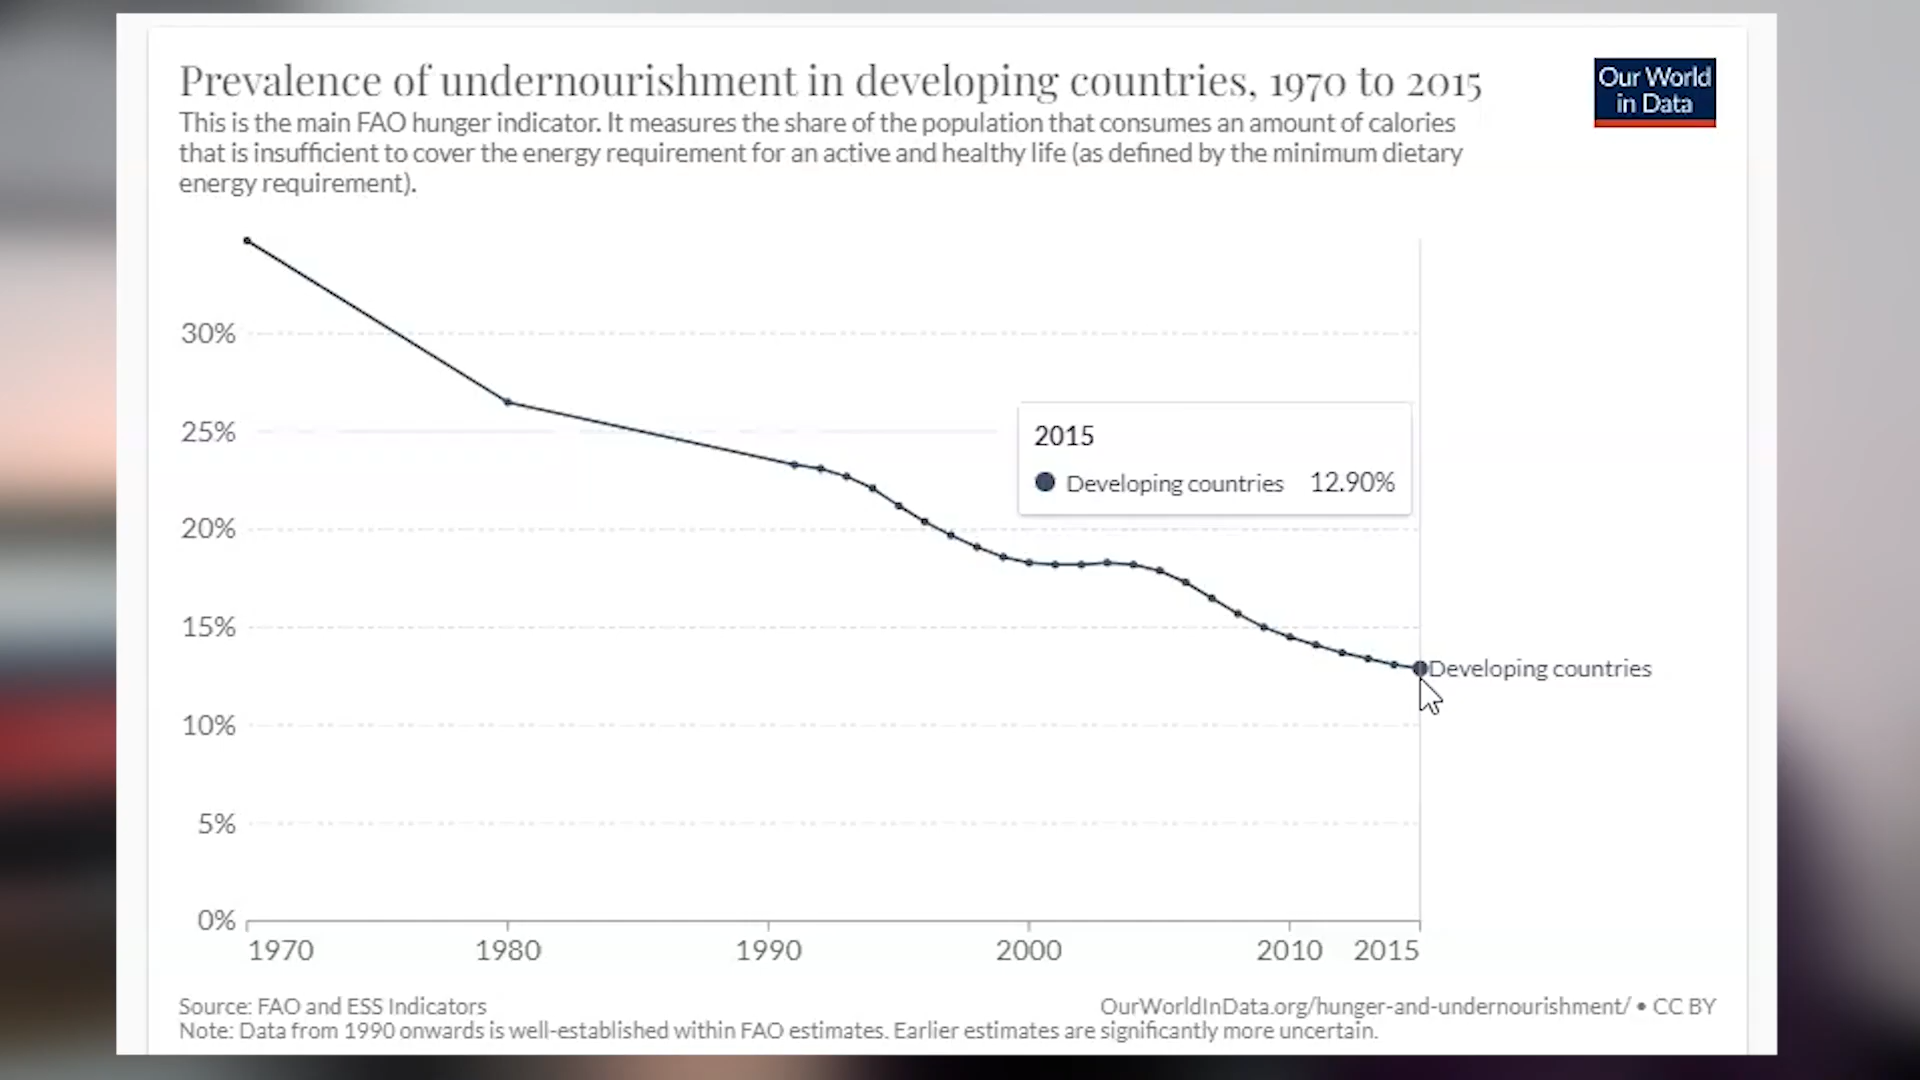 Prevalence of undernourishment in developing countries, 1970 to 2015
Our World
in Data
This is the main FAO hunger indicator. It measures the share of the population that consumes an amount of calories
that is insufficient to cover the energy requirement for an active and healthy life (as defined by the minimum dietary
energy requirement).
30%
25%
20%
15%
10%
5%
0%
2015
Developing countries 12.90%
Developing countries
1970 1980 1990 2000 2010 2015
Source: FAO and ESS Indicators
OurWorldInData.org/hunger-and-undernourishment/ • CC BY
Note: Data from 1990 onwards is well-established within FAO estimates. Earlier estimates are significantly more uncertain.